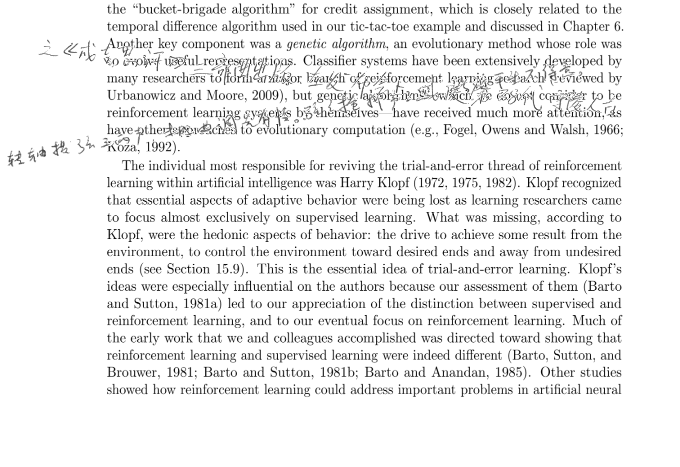 the “bucket-brigade algorithm” for credit assignment, which is closely related to the
temporal difference algorithm used in our tic-tac-toe example and discussed in Chapter 6.
Another key component was a genetic algorithm, an evolutionary method whose role was
to evolve useful representations. Classifier systems have been extensively developed by
many researchers to form a major branch of reinforcement learning research (reviewed by
Urbanowicz and Moore, 2009), but genetic algorithms—which we do not consider to be
reinforcement learning systems by themselves—have received much more attention, as
have other approaches to evolutionary computation (e.g., Fogel, Owens and Walsh, 1966;
Koza, 1992).
The individual most responsible for reviving the trial-and-error thread of reinforcement
learning within artificial intelligence was Harry Klopf (1972, 1975, 1982). Klopf recognized
that essential aspects of adaptive behavior were being lost as learning researchers came
to focus almost exclusively on supervised learning. What was missing, according to
Klopf, were the hedonic aspects of behavior: the drive to achieve some result from the
environment, to control the environment toward desired ends and away from undesired
ends (see Section 15.9). This is the essential idea of trial-and-error learning. Klopf’s
ideas were especially influential on the authors because our assessment of them (Barto
and Sutton, 1981a) led to our appreciation of the distinction between supervised and
reinforcement learning, and to our eventual focus on reinforcement learning. Much of
the early work that we and colleagues accomplished was directed toward showing that
reinforcement learning and supervised learning were indeed different (Barto, Sutton, and
Brouwer, 1981; Barto and Sutton, 1981b; Barto and Anandan, 1985). Other studies
showed how reinforcement learning could address important problems in artificial neural